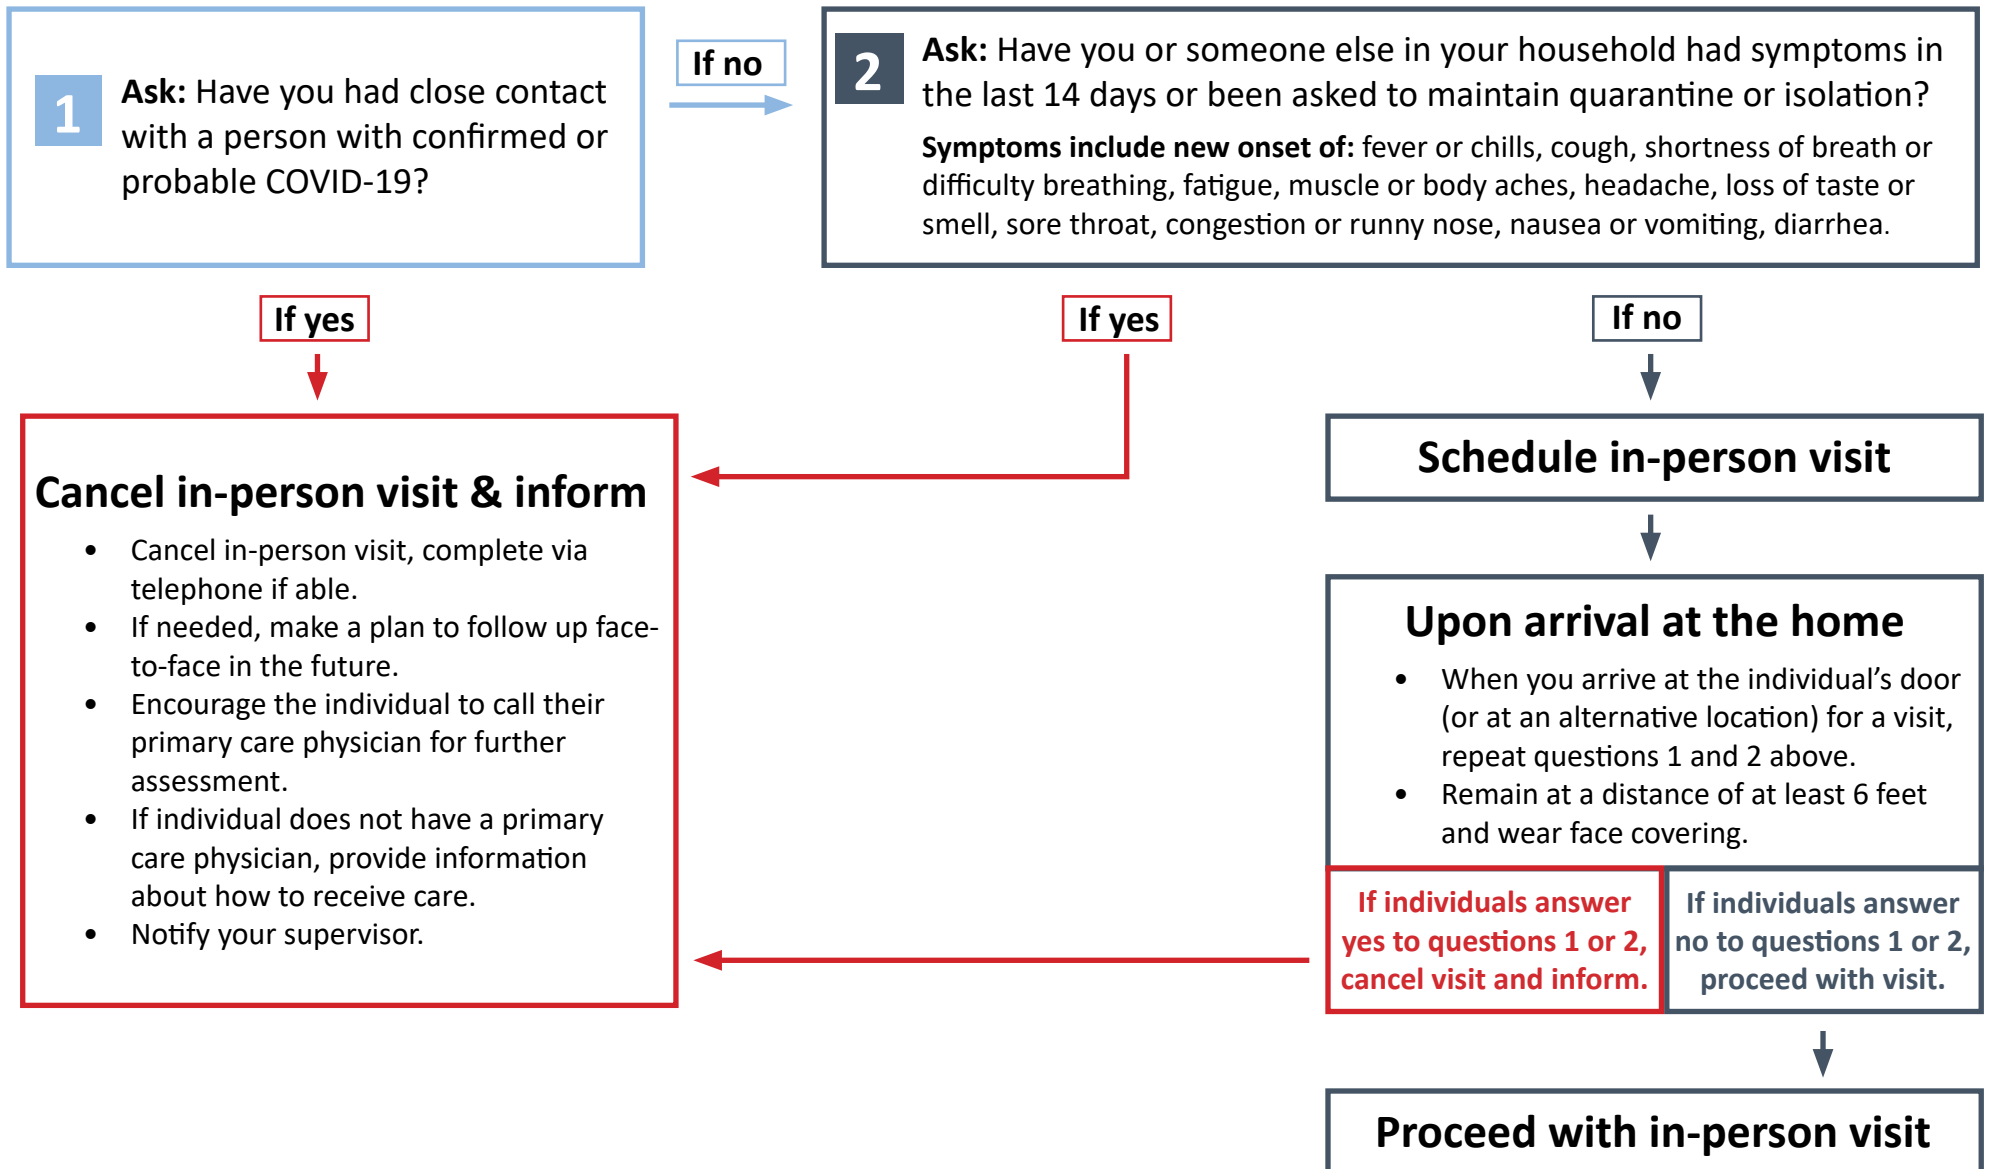 1
Ask: Have you had close contact
with a person with confirmed or
probable COVID-19?
If no
2
Ask: Have you or someone else in your household had symptoms in
the last 14 days or been asked to maintain quarantine or isolation?
Symptoms include new onset of: fever or chills, cough, shortness of breath or
difficulty breathing, fatigue, muscle or body aches, headache, loss of taste or
smell, sore throat, congestion or runny nose, nausea or vomiting, diarrhea.
If yes
If yes
If no
Cancel in-person visit & inform
• Cancel in-person visit, complete via
telephone if able.
• If needed, make a plan to follow up face-
to-face in the future.
• Encourage the individual to call their
primary care physician for further
assessment.
• If individual does not have a primary
care physician, provide information
about how to receive care.
• Notify your supervisor.
Schedule in-person visit
Upon arrival at the home
• When you arrive at the individual’s door
(or at an alternative location) for a visit,
repeat questions 1 and 2 above.
• Remain at a distance of at least 6 feet
and wear face covering.
If individuals answer
yes to questions 1 or 2,
cancel visit and inform.
If individuals answer
no to questions 1 or 2,
proceed with visit.
Proceed with in-person visit